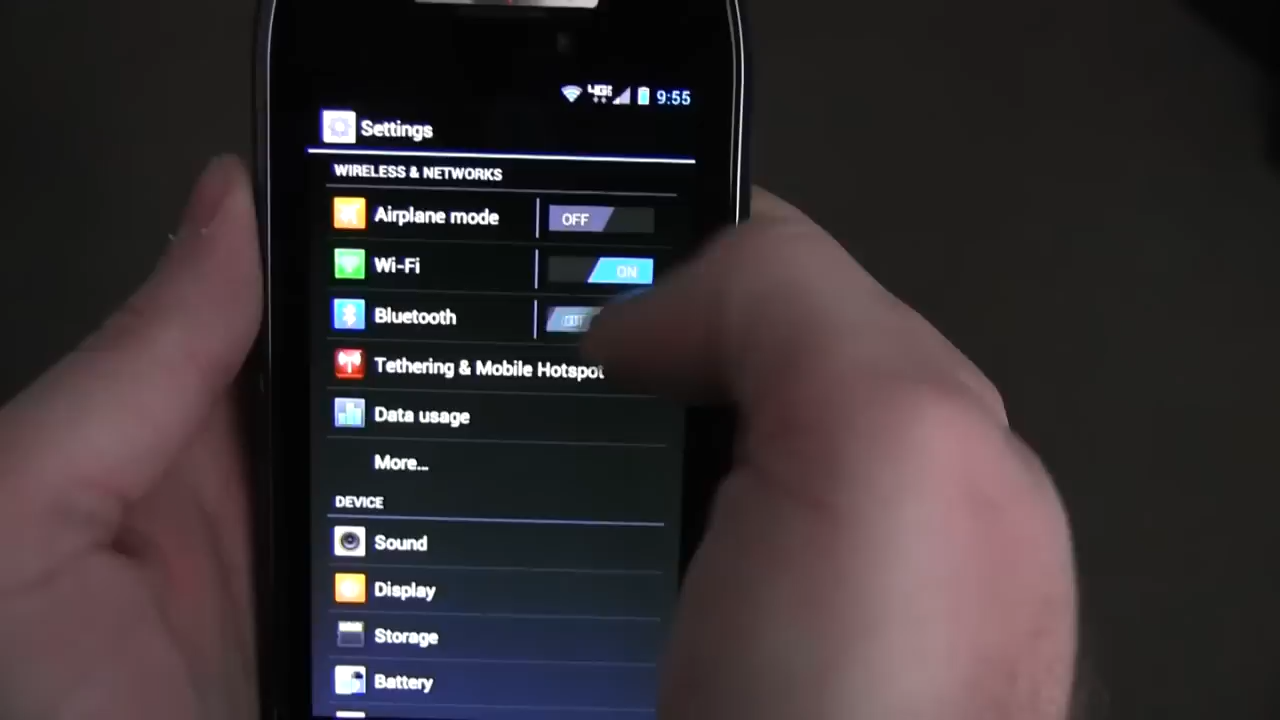 4G 9:55
Settings
WIRELESS & NETWORKS
Airplane mode OFF
Wi-Fi ON
Bluetooth
Tethering & Mobile Hotspot
Data usage
More...
DEVICE
Sound
Display
Storage
Battery